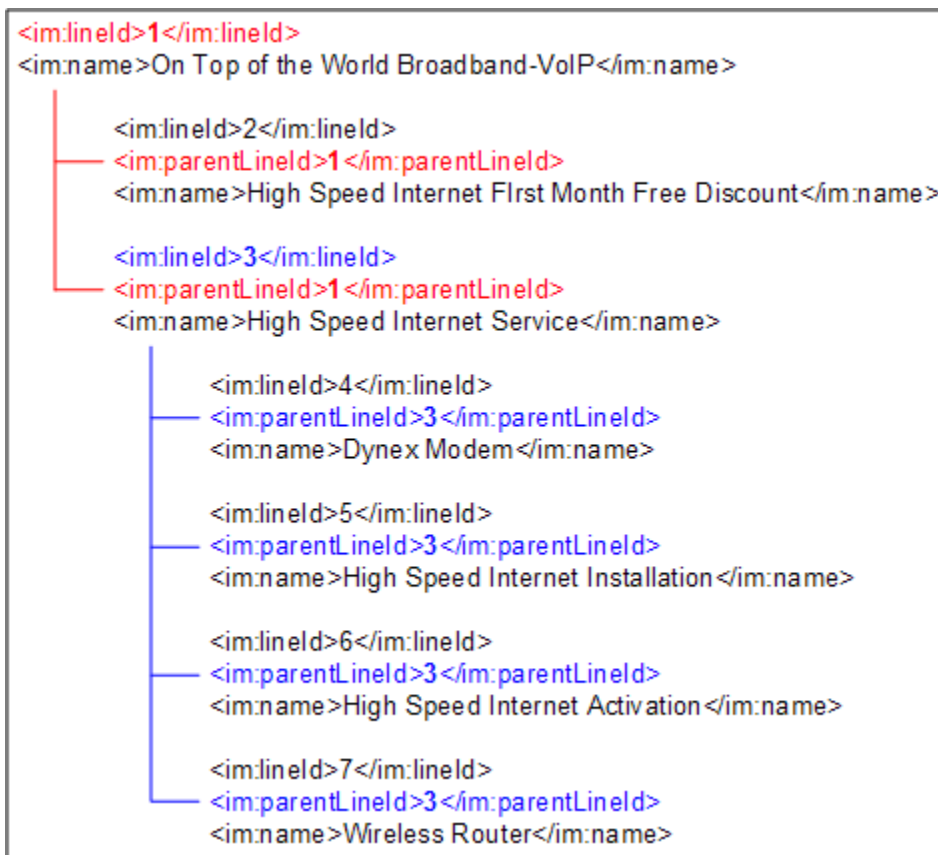 <im:lineId>1</im:lineId>
<im:name>On Top of the World Broadband-VoIP</im:name>
<im:lineId>2</im:lineId>
<im:parentLineId>1</im:parentLineId>
<im:name>High Speed Internet FIrst Month Free Discount</im:name>
<im:lineId>3</im:lineId>
<im:parentLineId>1</im:parentLineId>
<im:name>High Speed Internet Service</im:name>
<im:lineId>4</im:lineId>
<im:parentLineId>3</im:parentLineId>
<im:name>Dynex Modem</im:name>
<im:lineId>5</im:lineId>
<im:parentLineId>3</im:parentLineId>
<im:name>High Speed Internet Installation</im:name>
<im:lineId>6</im:lineId>
<im:parentLineId>3</im:parentLineId>
<im:name>High Speed Internet Activation</im:name>
<im:lineId>7</im:lineId>
<im:parentLineId>3</im:parentLineId>
<im:name>Wireless Router</im:name>